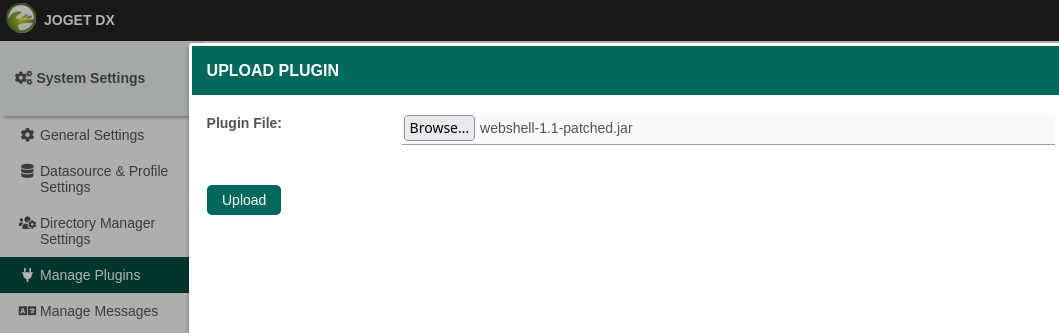 JOGET DX
System Settings
General Settings
Datasource & Profile
Settings
Directory Manager
Settings
Manage Plugins
Manage Messages
UPLOAD PLUGIN
Plugin File:
Browse... webshell-1.1-patched.jar
Upload